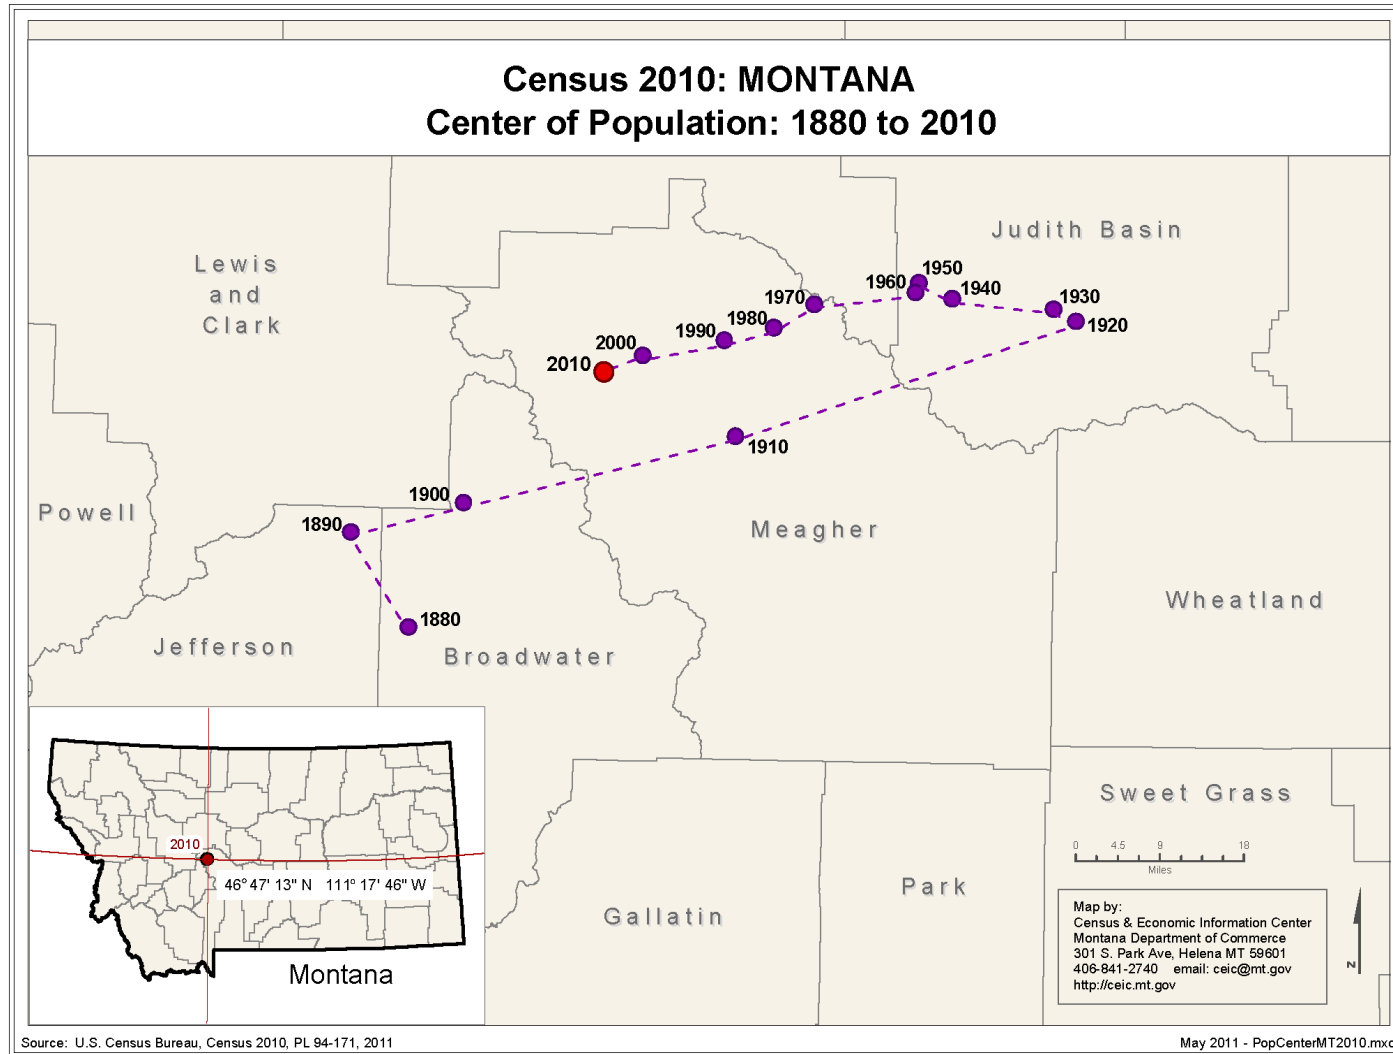 Census 2010: MONTANA
Center of Population: 1880 to 2010
Judith Basin
Lewis
and
Clark
1950
1960
1940
1970
1930
1980
1920
1990
2000
2010
1910
1900
Powell
1890
Meagher
Wheatland
1880
Jefferson
Broadwater
Sweet Grass
0 4.5 9 18
Miles
2010
46° 47' 13" N 111° 17' 46" W
Park
Gallatin
Montana
Map by:
Census & Economic Information Center
Montana Department of Commerce
301 S. Park Ave, Helena MT 59601
406-841-2740 email: ceic@mt.gov
http://ceic.mt.gov
N
Source: U.S. Census Bureau, Census 2010, PL 94-171, 2011
May 2011 - PopCenterMT2010.mxd